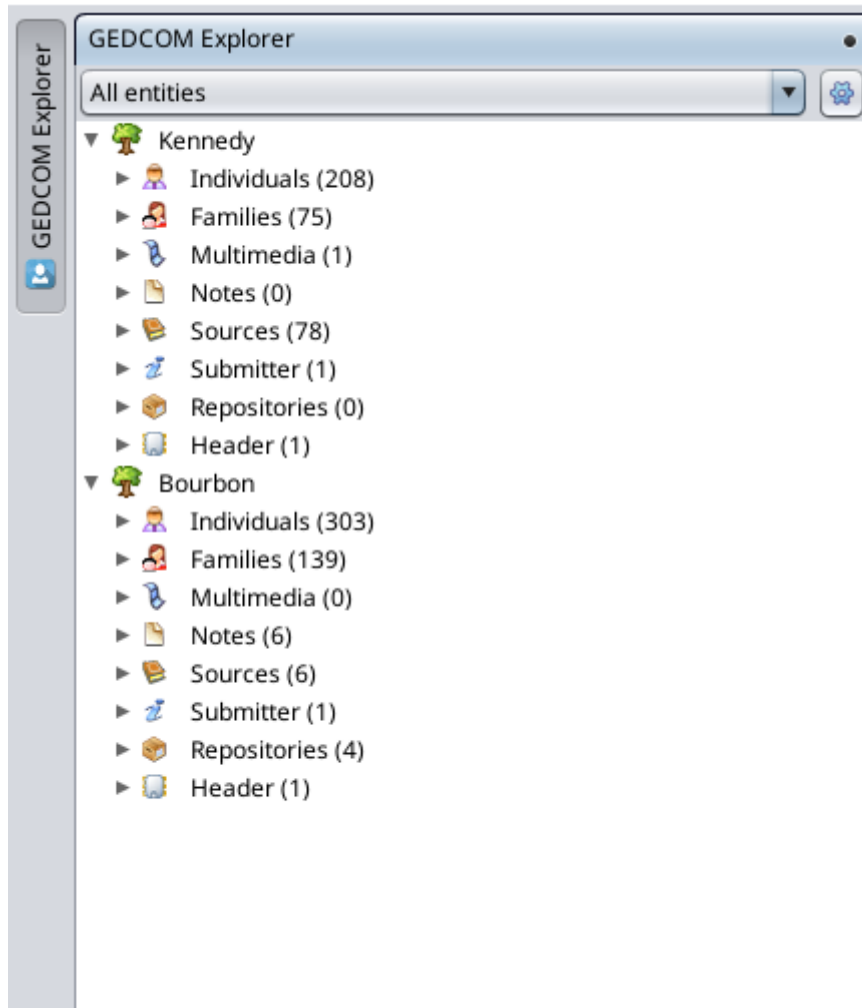 GEDCOM Explorer
GEDCOM Explorer
All entities
Kennedy
Individuals (208)
Families (75)
Multimedia (1)
Notes (0)
Sources (78)
Submitter (1)
Repositories (0)
Header (1)
Bourbon
Individuals (303)
Families (139)
Multimedia (0)
Notes (6)
Sources (6)
Submitter (1)
Repositories (4)
Header (1)